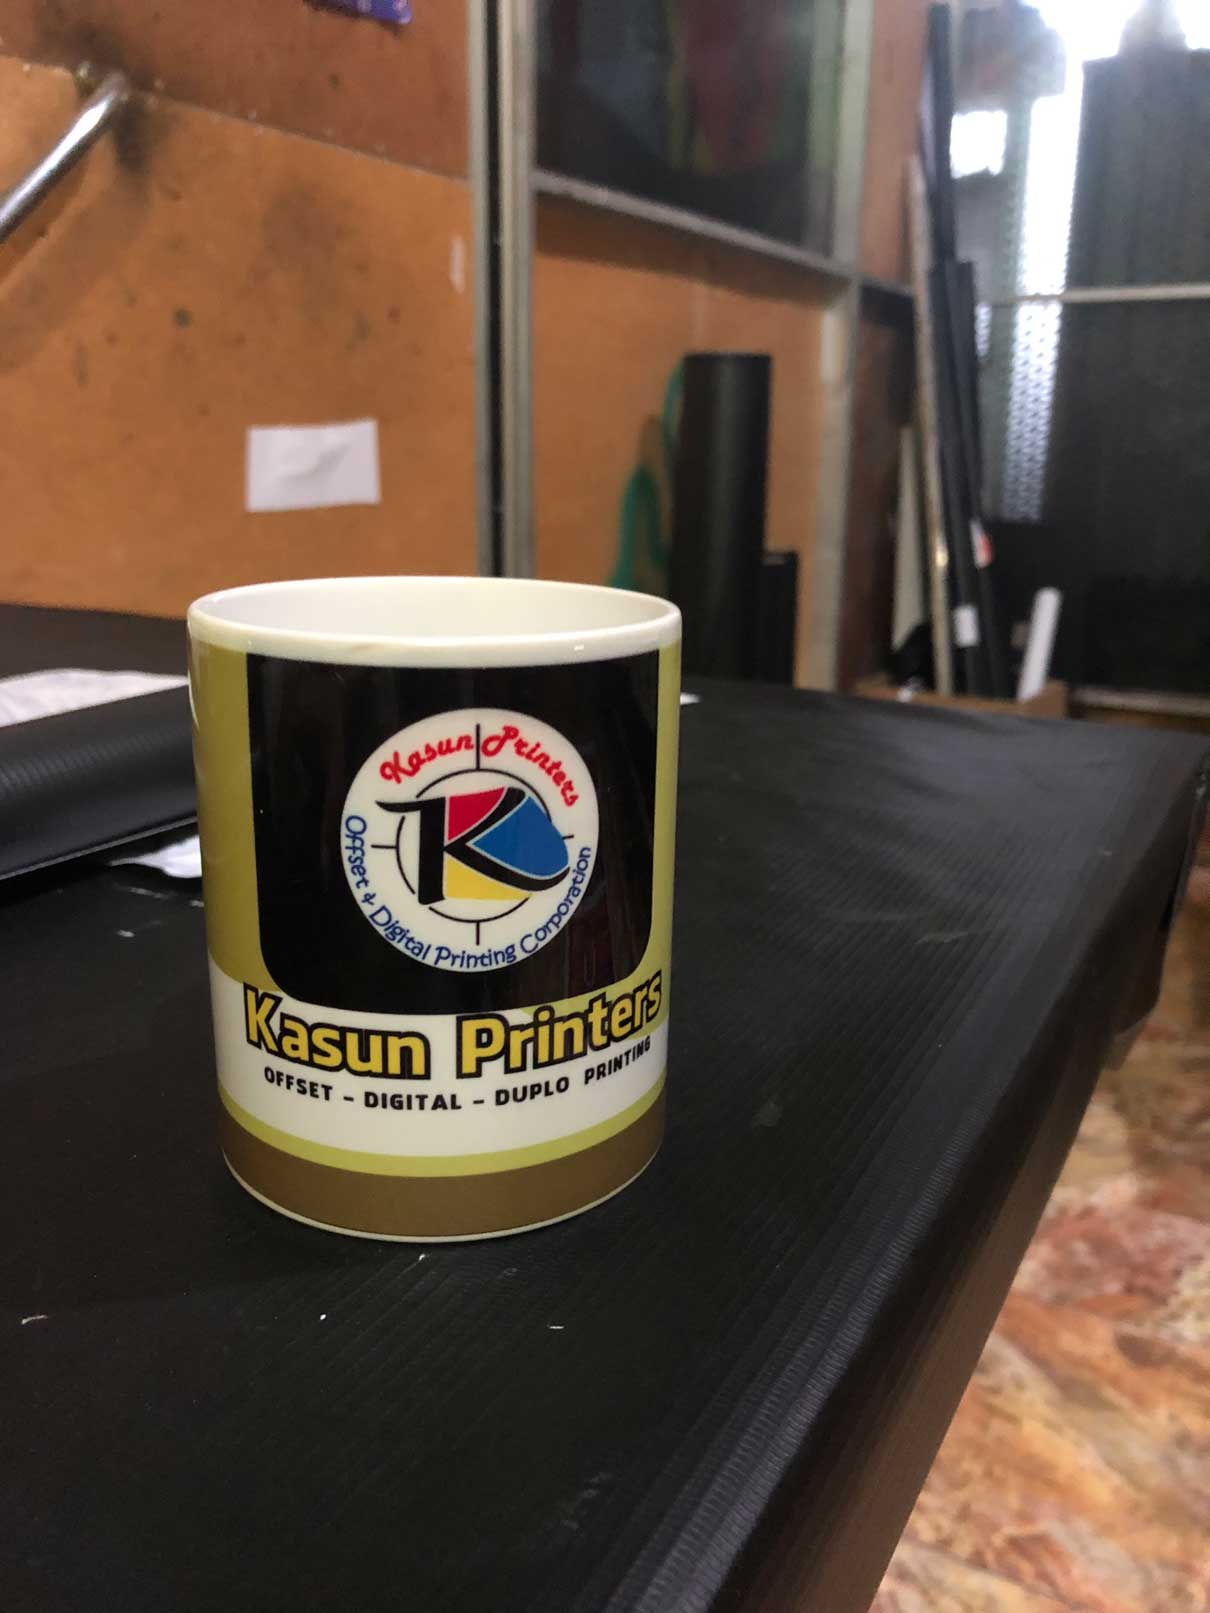 Kasun Printers
K
Offset & Digital Printing Corporation
Kasun Printers
OFFSET - DIGITAL - DUPLO PRINTING